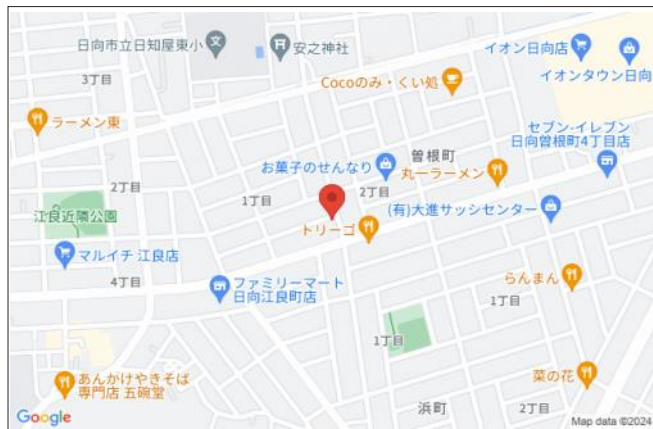 日向市立日知屋東小
安之神社
イオン日向店
イオンタウン日向
3丁目
Cocoのみ・くい処
ラーメン東
セブン-イレブン
日向曽根町4丁目店
曽根町
お菓子のせんなり
2丁目
丸一ラーメン
2丁目
1丁目
江良近隣公園
トリーゴ
(有)大進サッシセンター
マルイチ 江良店
4丁目
ファミリーマート
日向江良町店
らんまん
1丁目
1丁目
あんかけやきそば
専門店 五碗堂
菜の花
浜町
2丁目
Google
Map data ©2024